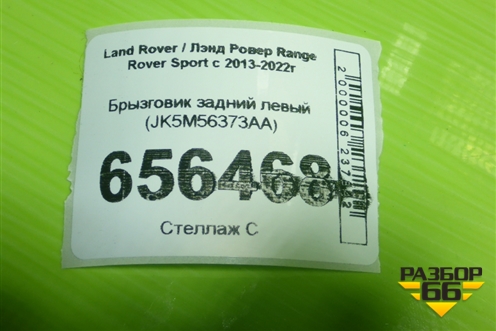 Land Rover / Лэнд Ровер Range
Rover Sport с 2013-2022г
Брызговик задний левый
(JK5M56373AA)
656468
Стеллаж С
РАЗБОР
66